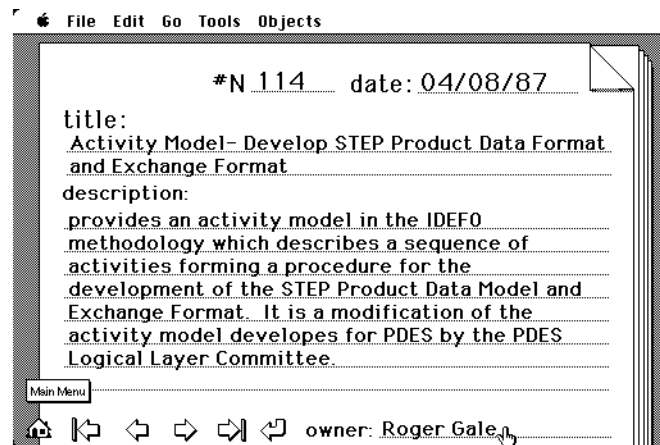 File Edit Go Tools Objects
#N 114 date: 04/08/87
title:
Activity Model- Develop STEP Product Data Format
and Exchange Format
description:
provides an activity model in the IDEF0
methodology which describes a sequence of
activities forming a procedure for the
development of the STEP Product Data Model and
Exchange Format. It is a modification of the
activity model developes for PDES by the PDES
Logical Layer Committee.
Main Menu
owner: Roger Gale